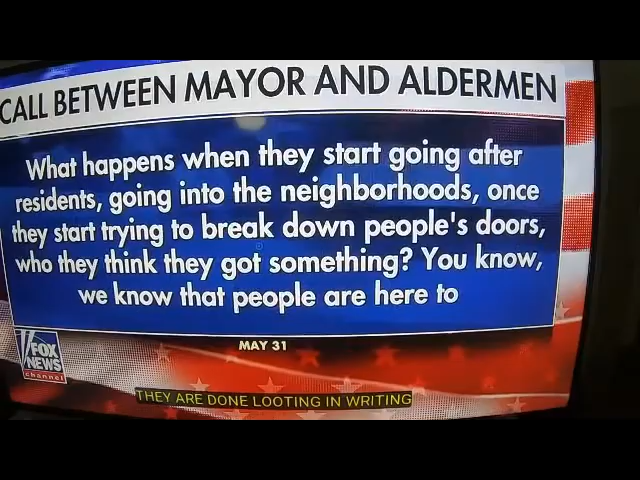 CALL BETWEEN MAYOR AND ALDERMEN
What happens when they start going after
residents, going into the neighborhoods, once
they start trying to break down people's doors,
who they think they got something? You know,
we know that people are here to
MAY 31
FOX
NEWS
channel
THEY ARE DONE LOOTING IN WRITING